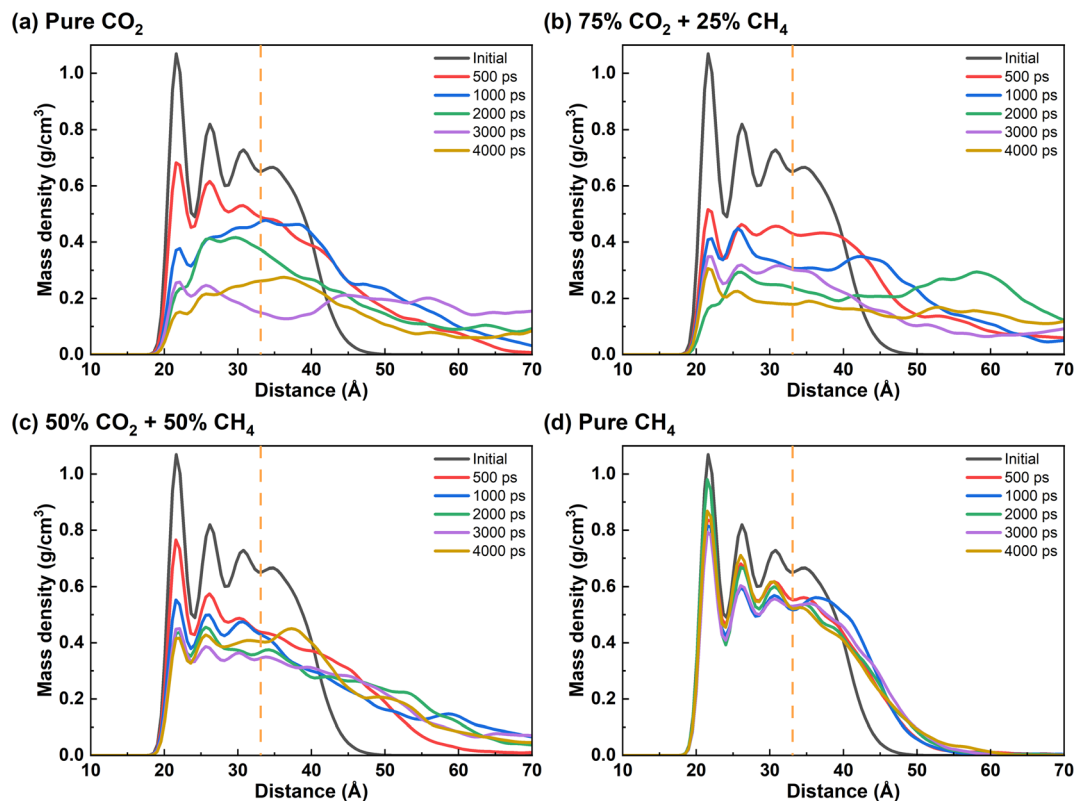 (a) Pure CO₂
Mass density (g/cm³)
1.0
0.8
0.6
0.4
0.2
0.0
Initial
500 ps
1000 ps
2000 ps
3000 ps
4000 ps
10 20 30 40 50 60 70
Distance (Å)
(b) 75% CO₂ + 25% CH₄
Mass density (g/cm³)
1.0
0.8
0.6
0.4
0.2
0.0
Initial
500 ps
1000 ps
2000 ps
3000 ps
4000 ps
10 20 30 40 50 60 70
Distance (Å)
(c) 50% CO₂ + 50% CH₄
Mass density (g/cm³)
1.0
0.8
0.6
0.4
0.2
0.0
Initial
500 ps
1000 ps
2000 ps
3000 ps
4000 ps
10 20 30 40 50 60 70
Distance (Å)
(d) Pure CH₄
Mass density (g/cm³)
1.0
0.8
0.6
0.4
0.2
0.0
Initial
500 ps
1000 ps
2000 ps
3000 ps
4000 ps
10 20 30 40 50 60 70
Distance (Å)